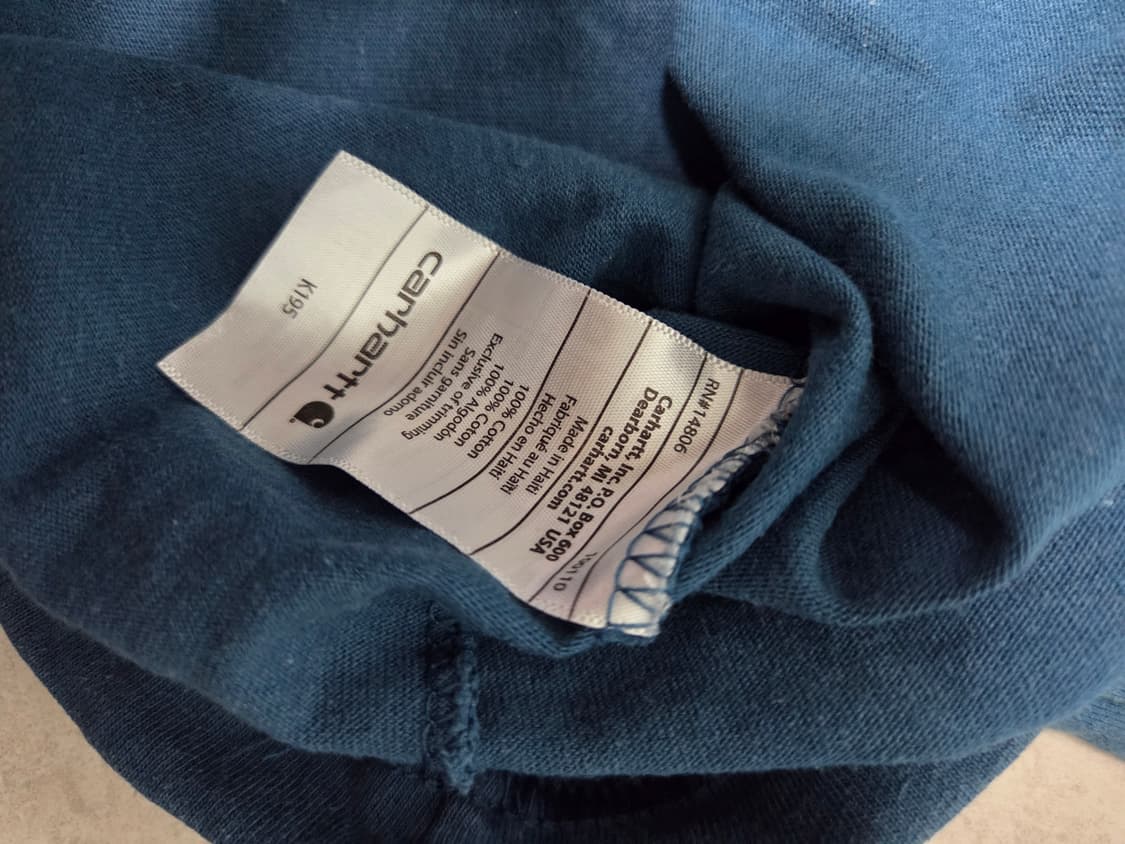 RN#14806
Carhartt, Inc. P.O. Box 600
Dearborn, MI 48121 USA
carhartt.com
Made in Haiti
Fabriqué au Haïti
Hecho en Haití
100% Cotton
100% Coton
100% Algodón
Exclusive of trimming
Sans garniture
Sin incluir adorno
carhartt
K195